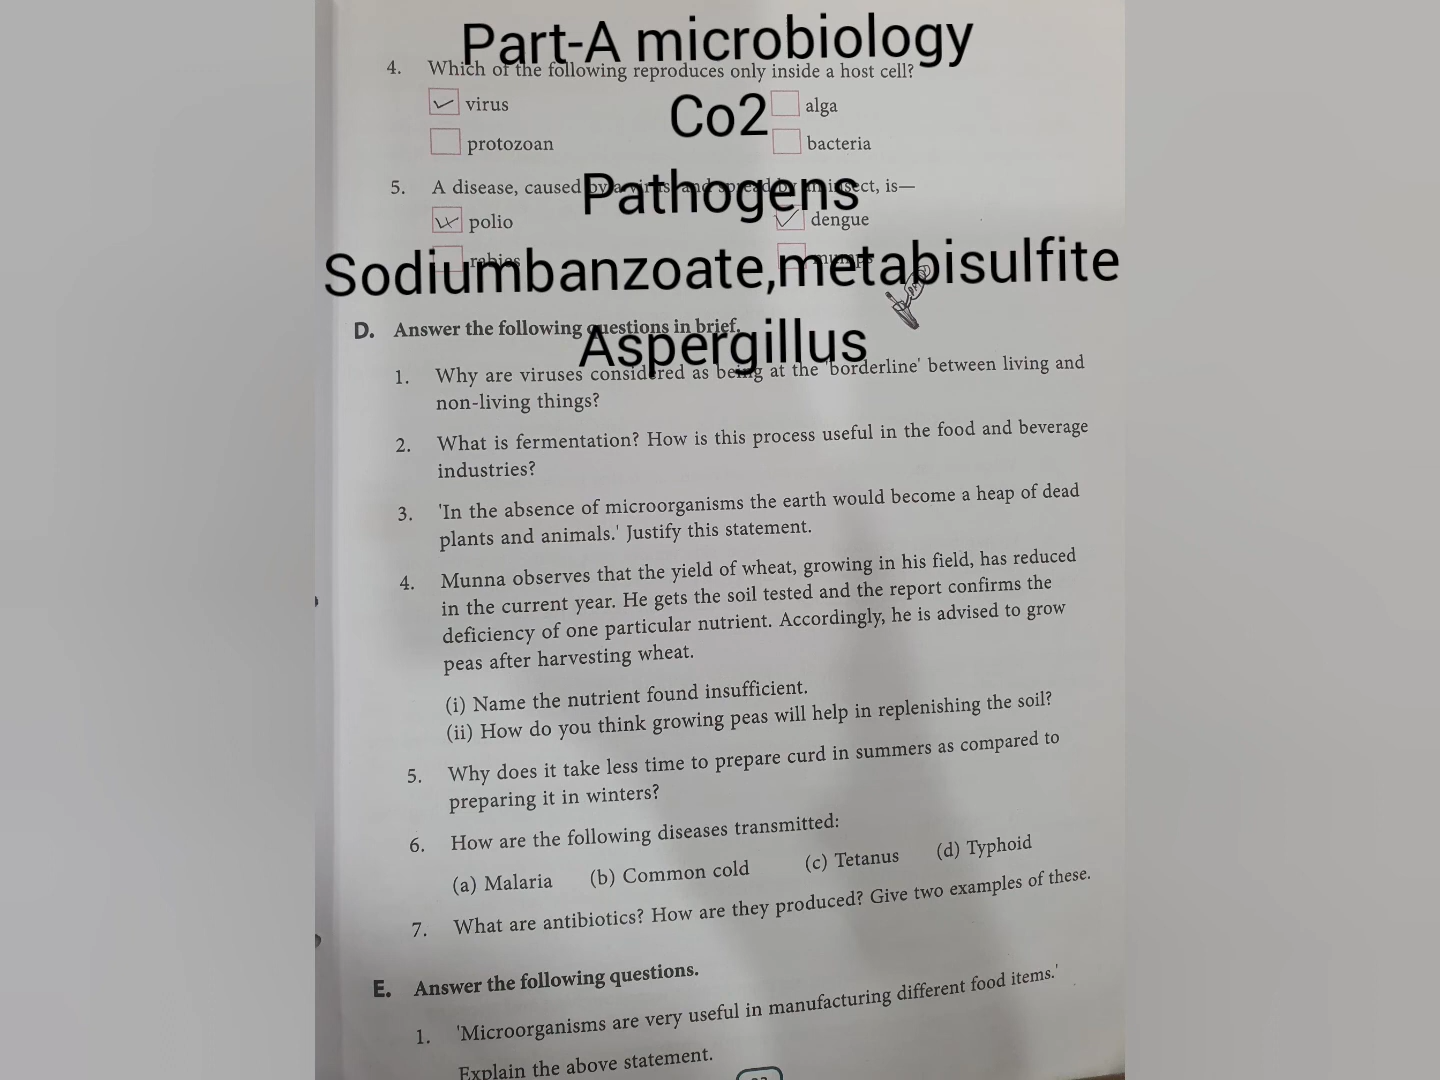 Part-A microbiology
4. Which of the following reproduces only inside a host cell?
virus
alga
Co2
protozoan
bacteria
5. A disease, caused by a virus and spread by an insect, is—
Pathogens
polio
dengue
rabies
mumps
Sodiumbanzoate,metabisulfite
D. Answer the following questions in brief.
Aspergillus
1. Why are viruses considered as being at the 'borderline' between living and
non-living things?
2. What is fermentation? How is this process useful in the food and beverage
industries?
3. 'In the absence of microorganisms the earth would become a heap of dead
plants and animals.' Justify this statement.
4. Munna observes that the yield of wheat, growing in his field, has reduced
in the current year. He gets the soil tested and the report confirms the
deficiency of one particular nutrient. Accordingly, he is advised to grow
peas after harvesting wheat.
(i) Name the nutrient found insufficient.
(ii) How do you think growing peas will help in replenishing the soil?
5. Why does it take less time to prepare curd in summers as compared to
preparing it in winters?
6. How are the following diseases transmitted:
(a) Malaria (b) Common cold (c) Tetanus (d) Typhoid
7. What are antibiotics? How are they produced? Give two examples of these.
E. Answer the following questions.
1. 'Microorganisms are very useful in manufacturing different food items.'
Explain the above statement.